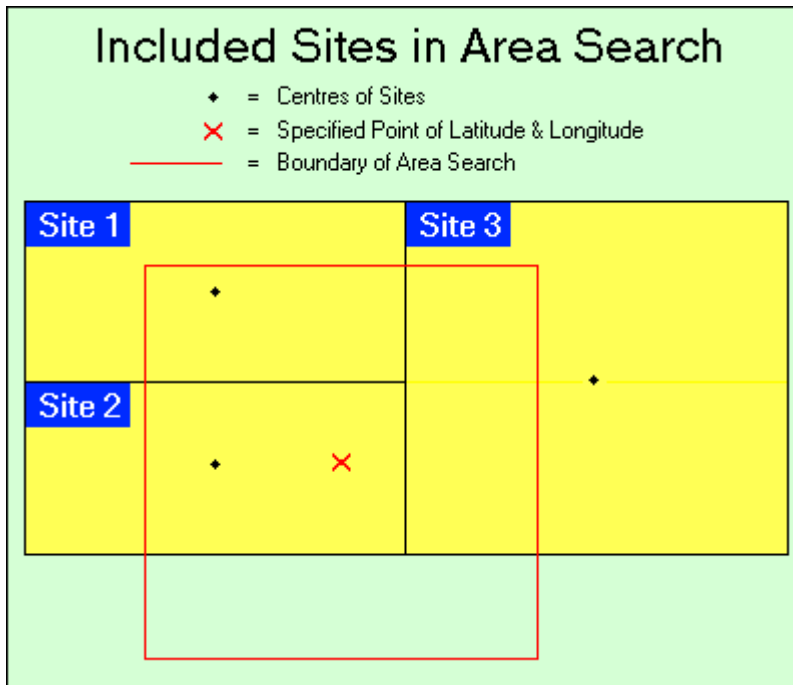 Included Sites in Area Search
= Centres of Sites
= Specified Point of Latitude & Longitude
= Boundary of Area Search
Site 1
Site 3
Site 2